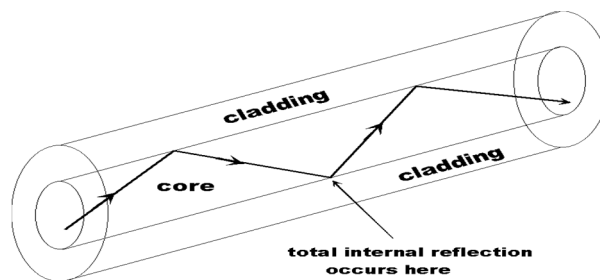 cladding
core
cladding
total internal reflection
occurs here